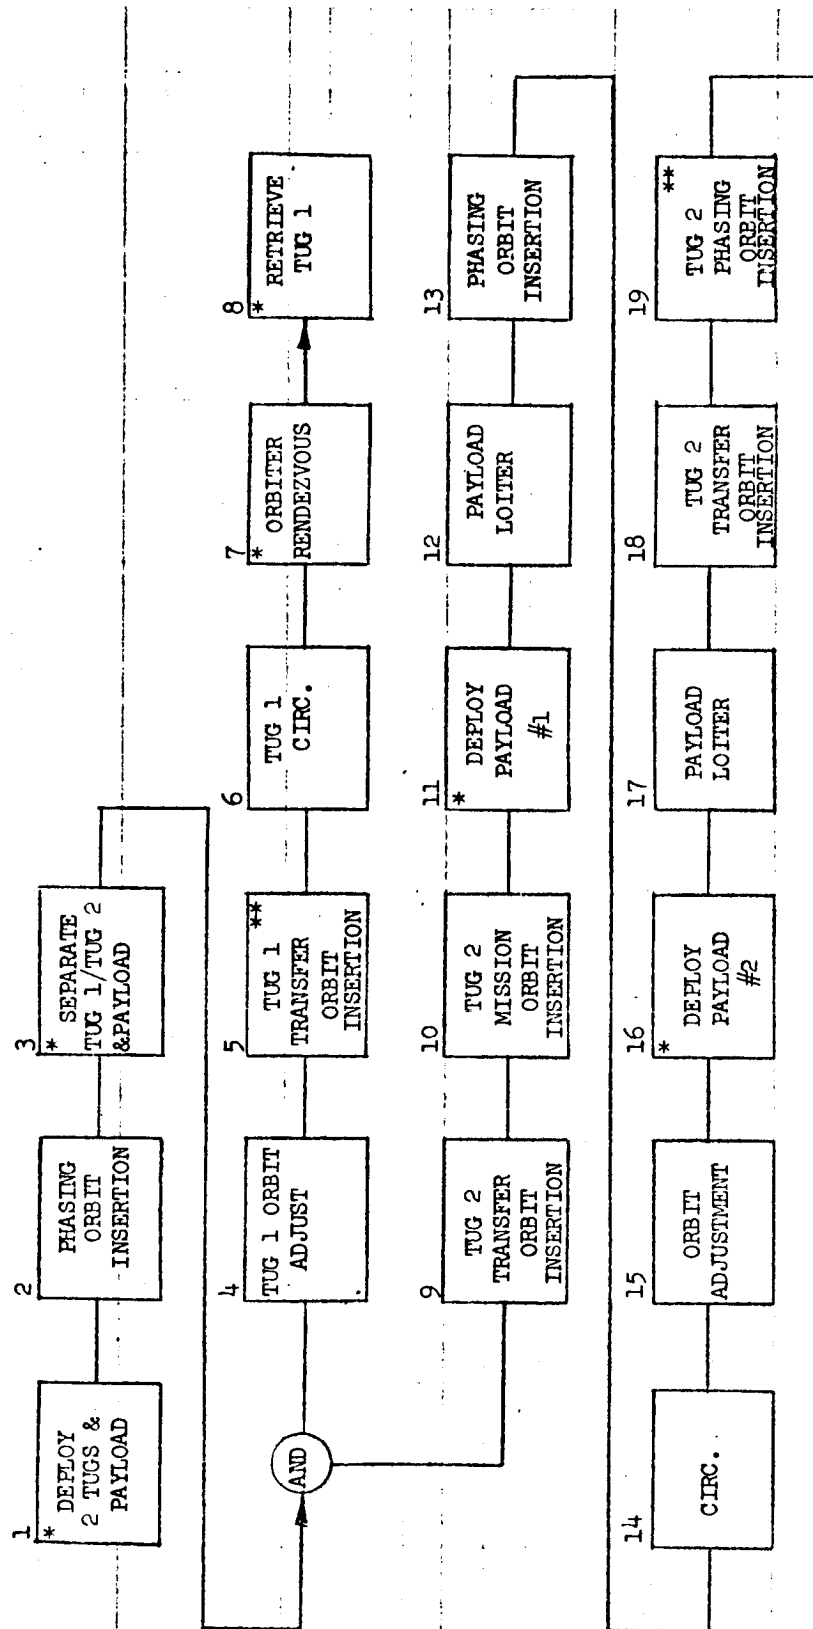 1
*
DEPLOY
2 TUGS &
PAYLOAD
2
PHASING
ORBIT
INSERTION
3
*
SEPARATE
TUG 1/TUG 2
&PAYLOAD
AND
4
TUG 1 ORBIT
ADJUST
5
**
TUG 1
TRANSFER
ORBIT
INSERTION
6
TUG 1
CIRC.
7
*
ORBITER
RENDEZVOUS
8
*
RETRIEVE
TUG 1
9
TUG 2
TRANSFER
ORBIT
INSERTION
10
TUG 2
MISSION
ORBIT
INSERTION
11
*
DEPLOY
PAYLOAD
#1
12
PAYLOAD
LOITER
13
PHASING
ORBIT
INSERTION
14
CIRC.
15
ORBIT
ADJUSTMENT
16
*
DEPLOY
PAYLOAD
#2
17
PAYLOAD
LOITER
18
TUG 2
TRANSFER
ORBIT
INSERTION
19
**
TUG 2
PHASING
ORBIT
INSERTION